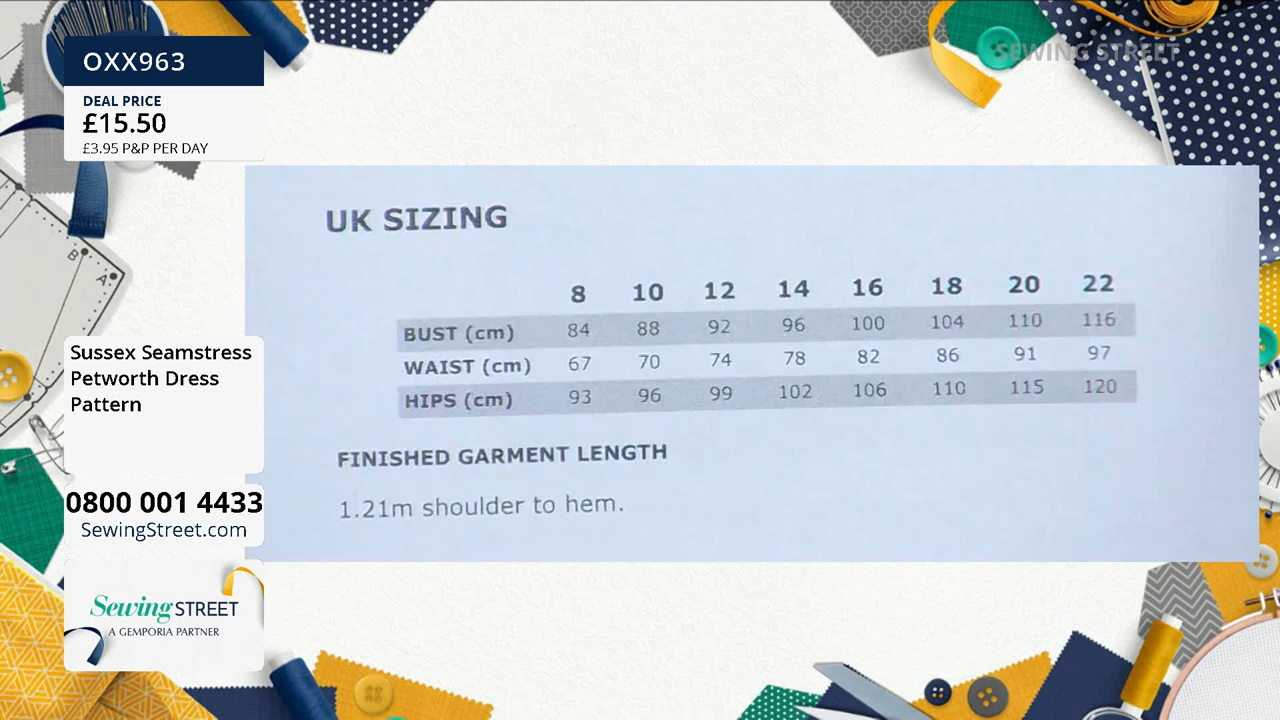 OXX963
DEAL PRICE
£15.50
£3.95 P&P PER DAY
SEWING STREET
UK SIZING
8 10 12 14 16 18 20 22
BUST (cm) 84 88 92 96 100 104 110 116
WAIST (cm) 67 70 74 78 82 86 91 97
HIPS (cm) 93 96 99 102 106 110 115 120
FINISHED GARMENT LENGTH
1.21m shoulder to hem.
B
A
Sussex Seamstress
Petworth Dress
Pattern
0800 001 4433
SewingStreet.com
Sewing STREET
A GEMPORIA PARTNER